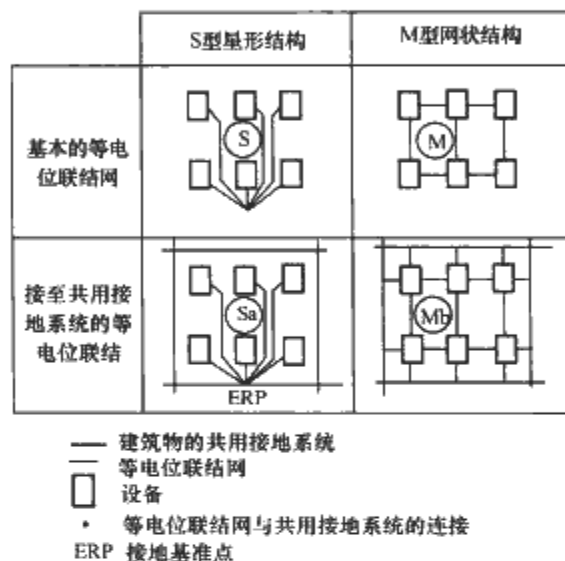 S型星形结构
M型网状结构
基本的等电
位联结网
S
M
接至共用接
地系统的等
电位联结
Sa
Mb
ERP
建筑物的共用接地系统
等电位联结网
设备
等电位联结网与共用接地系统的连接
ERP 接地基准点